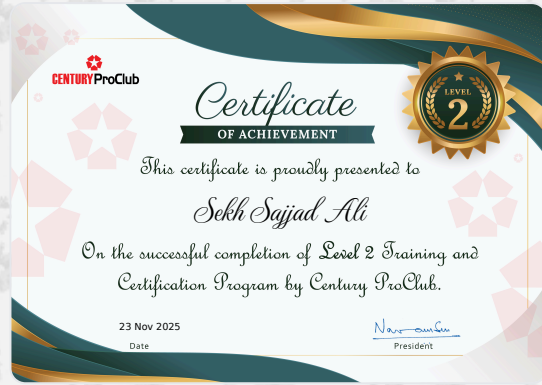 CENTURY ProClub
Certificate
OF ACHIEVEMENT
LEVEL
2
This certificate is proudly presented to
Sekh Sajjad Ali
On the successful completion of Level 2 Training and
Certification Program by Century ProClub.
23 Nov 2025
Date
President